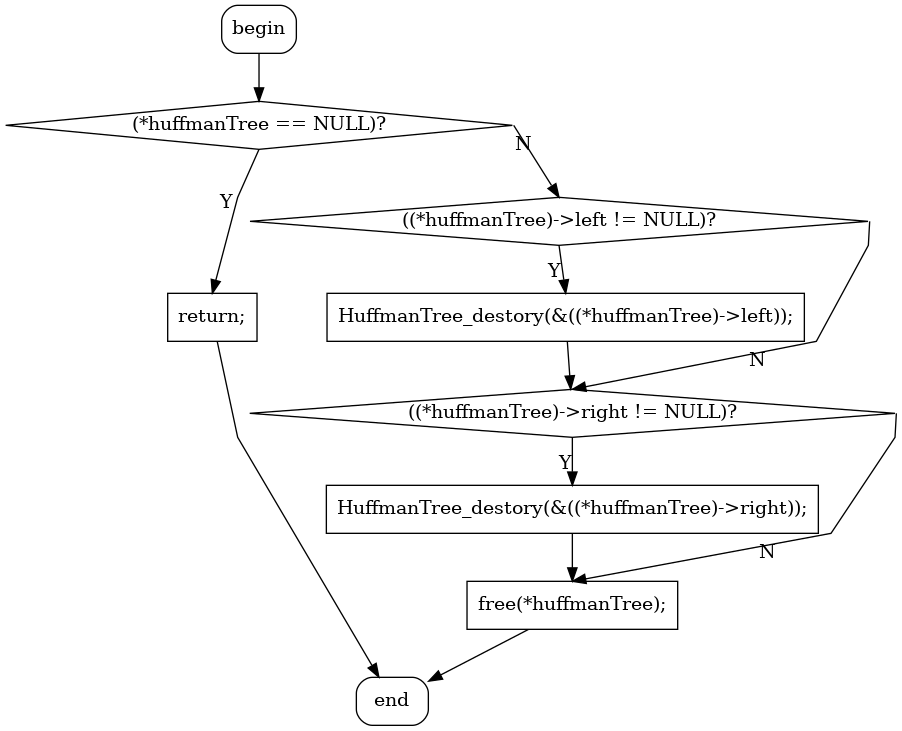 begin
(*huffmanTree == NULL)?
N
Y
((*huffmanTree)->left != NULL)?
Y
return;
HuffmanTree_destory(&((*huffmanTree)->left));
N
((*huffmanTree)->right != NULL)?
Y
HuffmanTree_destory(&((*huffmanTree)->right));
N
free(*huffmanTree);
end